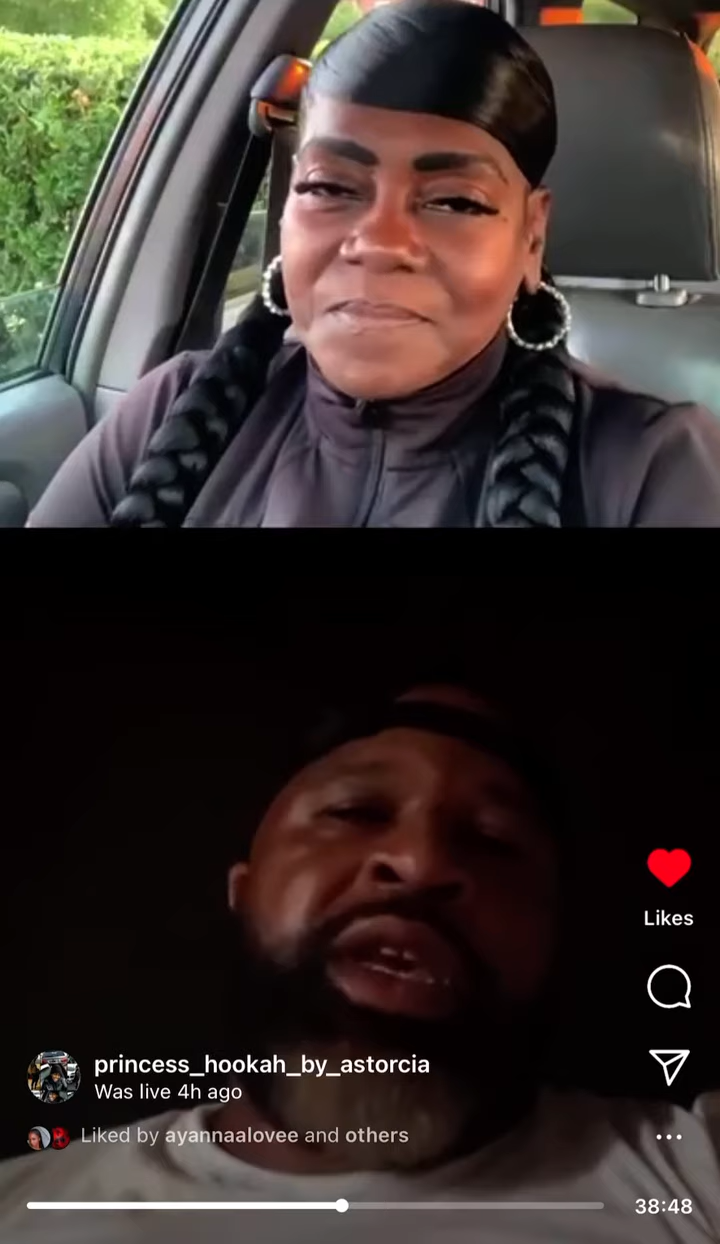 Likes
princess_hookah_by_astorcia
Was live 4h ago
Liked by ayannaalovee and others
38:48